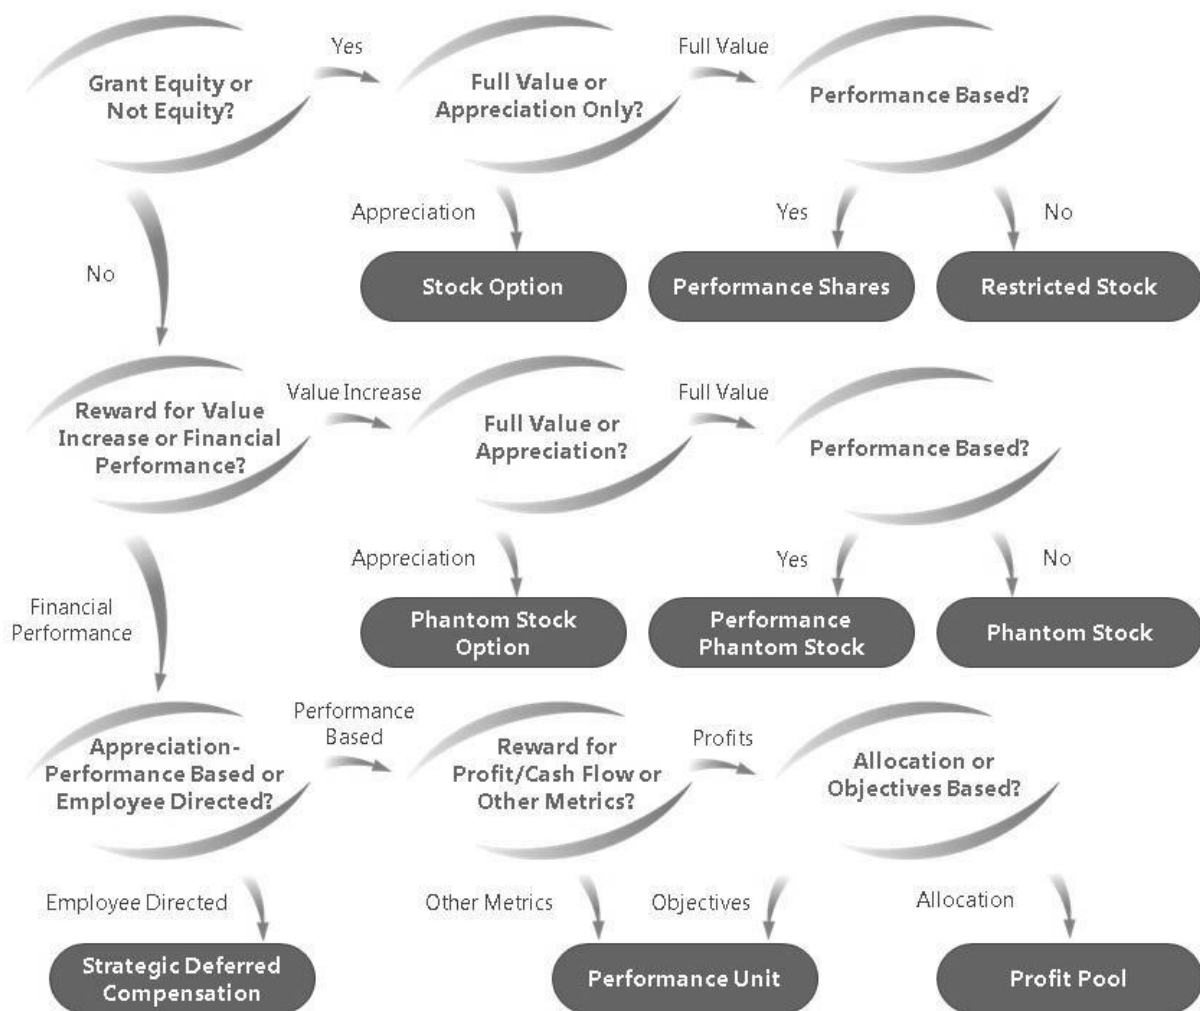 Yes
Full Value
Grant Equity or
Not Equity?
Full Value or
Appreciation Only?
Performance Based?
Appreciation
Yes
No
No
Stock Option
Performance Shares
Restricted Stock
Value Increase
Full Value
Reward for Value
Increase or Financial
Performance?
Full Value or
Appreciation?
Performance Based?
Appreciation
Yes
No
Financial
Performance
Phantom Stock
Option
Performance
Phantom Stock
Phantom Stock
Performance
Based
Profits
Appreciation-
Performance Based or
Employee Directed?
Reward for
Profit/Cash Flow or
Other Metrics?
Allocation or
Objectives Based?
Employee Directed
Other Metrics
Objectives
Allocation
Strategic Deferred
Compensation
Performance Unit
Profit Pool